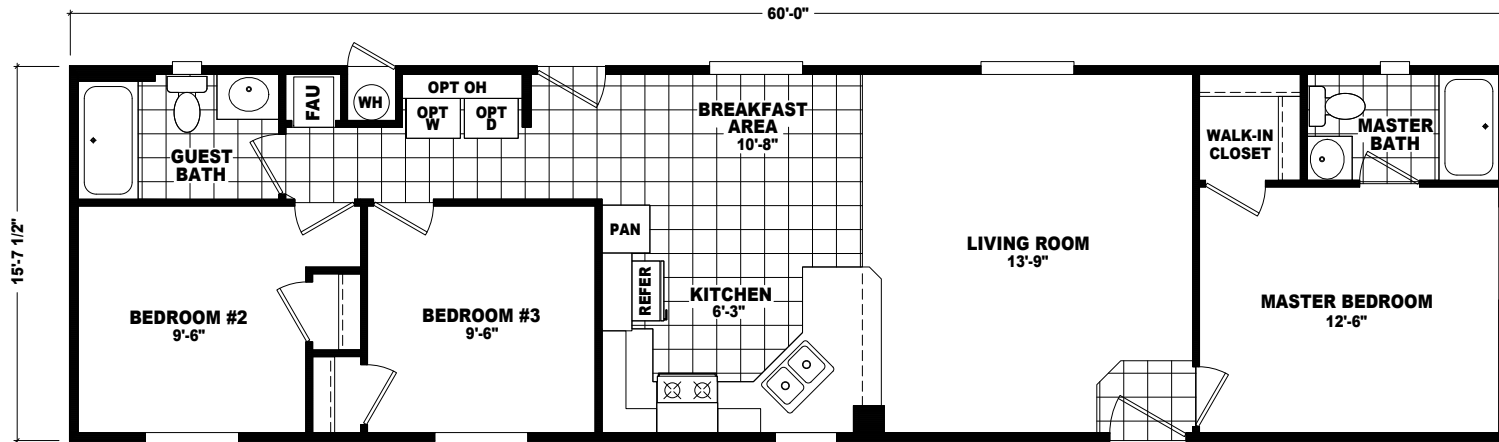 60'-0"
15'-7 1/2"
GUEST
BATH
FAU
WH
OPT OH
OPT
W
OPT
D
BREAKFAST
AREA
10'-8"
WALK-IN
CLOSET
MASTER
BATH
BEDROOM #2
9'-6"
BEDROOM #3
9'-6"
PAN
REFER
KITCHEN
6'-3"
LIVING ROOM
13'-9"
MASTER BEDROOM
12'-6"